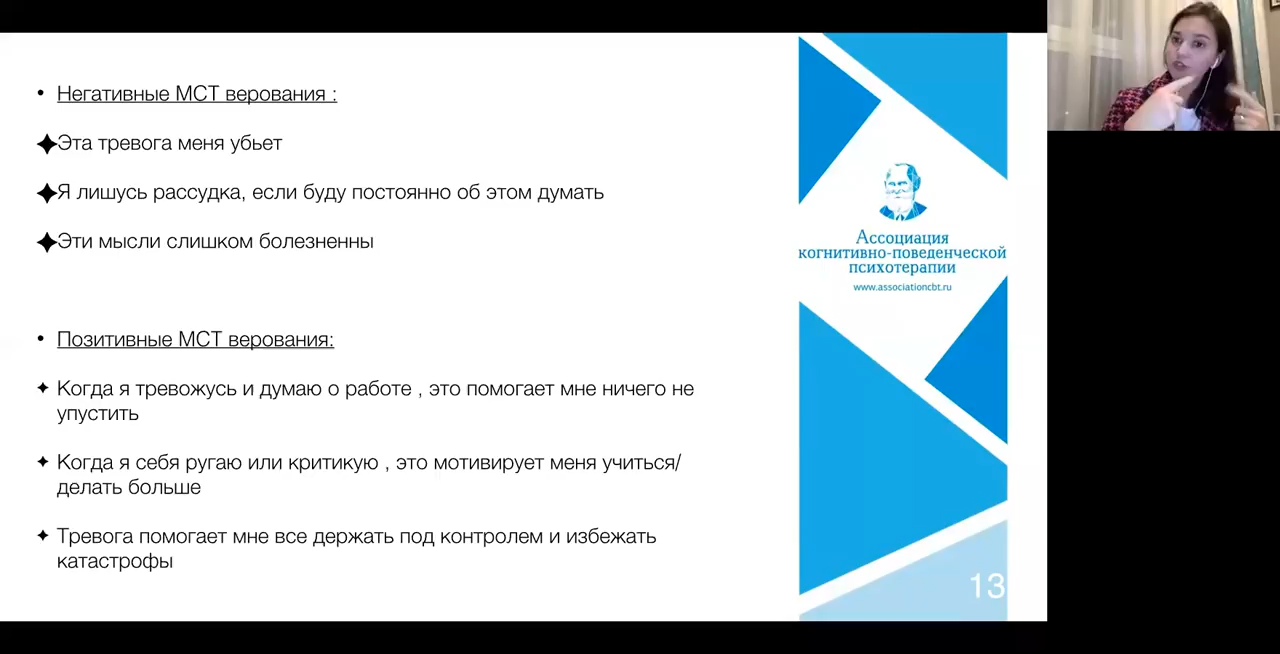 • Негативные МСТ верования :
✦Эта тревога меня убьет
✦Я лишусь рассудка, если буду постоянно об этом думать
✦Эти мысли слишком болезненны
• Позитивные МСТ верования:
✦ Когда я тревожусь и думаю о работе , это помогает мне ничего не
упустить
✦ Когда я себя ругаю или критикую , это мотивирует меня учиться/
делать больше
✦ Тревога помогает мне все держать под контролем и избежать
катастрофы
Ассоциация
когнитивно-поведенческой
психотерапии
www.associationcbt.ru
13